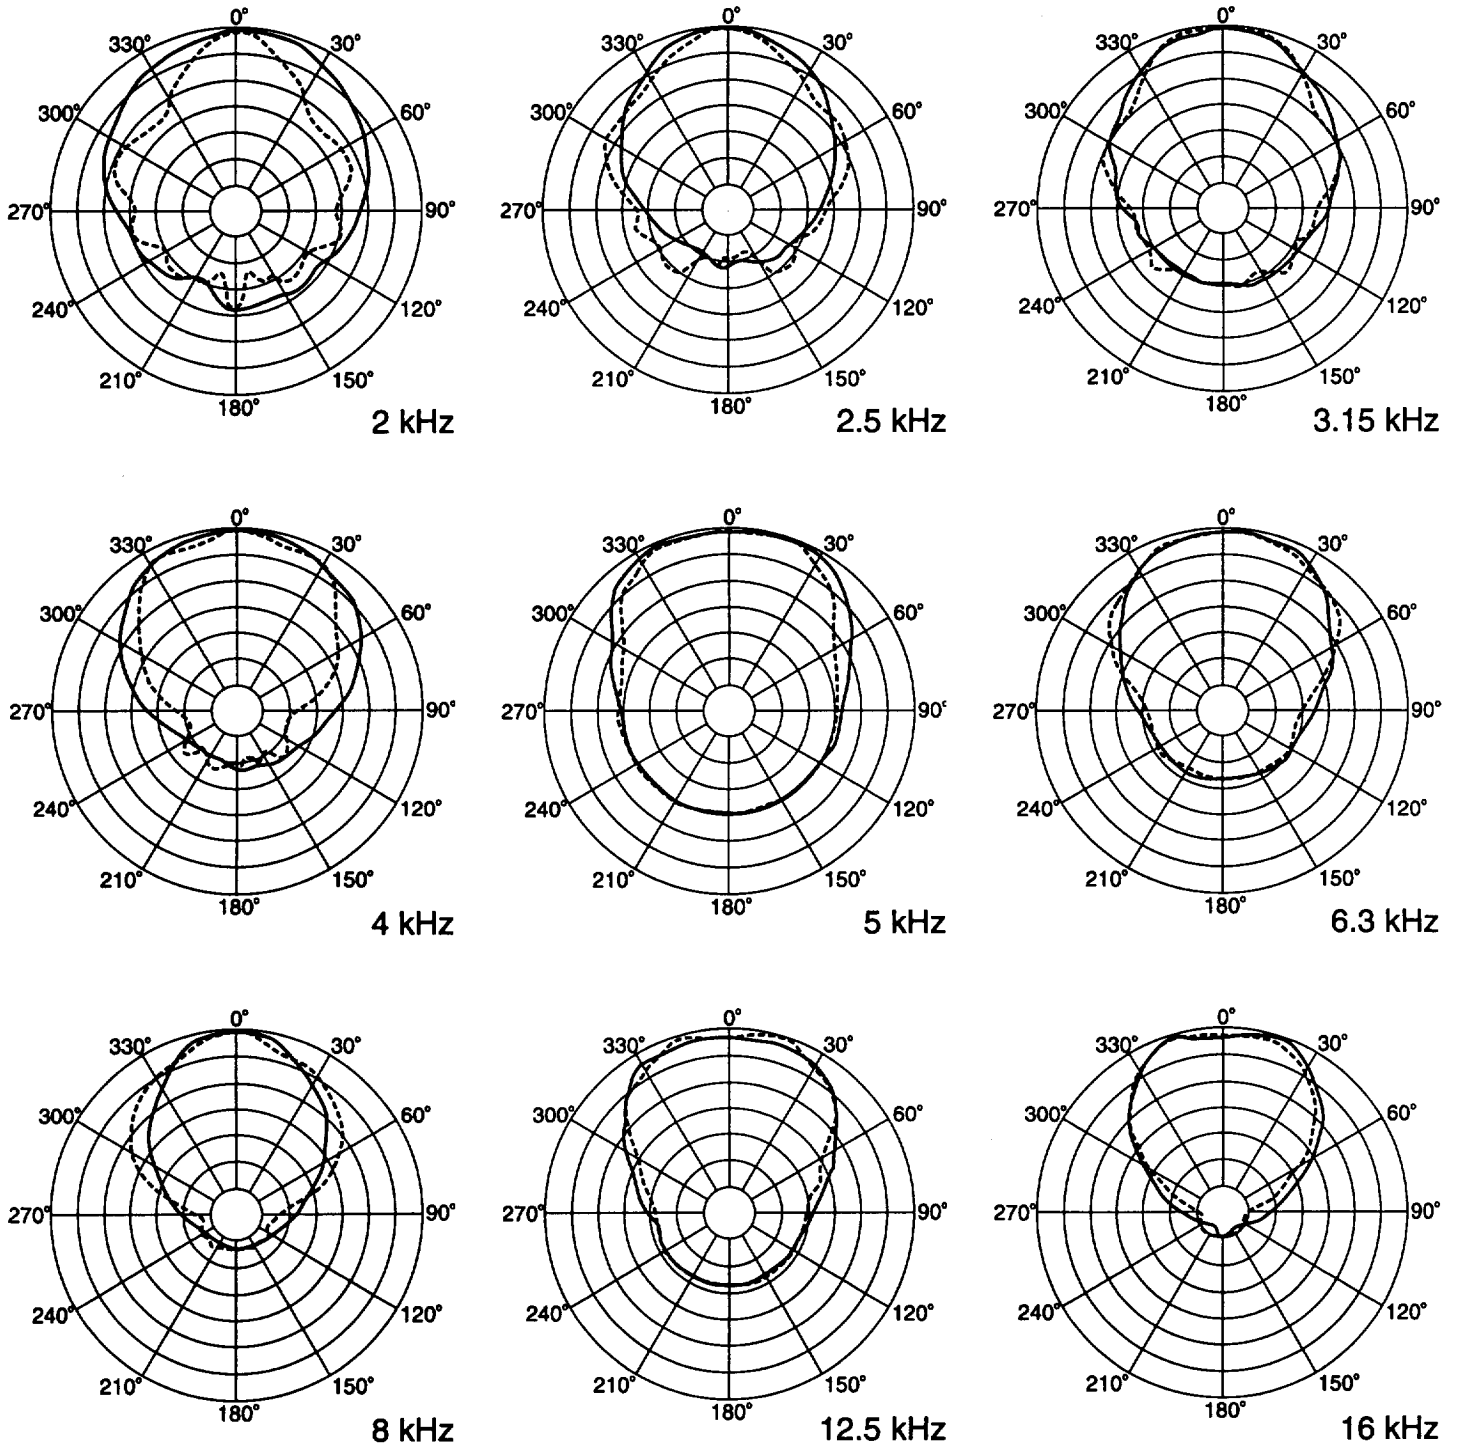 0° 0° 0°
330° 30° 330° 30° 330° 30°
300° 60° 300° 60° 300° 60°
270° 90° 270° 90° 270° 90°
240° 120° 240° 120° 240° 120°
210° 150° 210° 150° 210° 150°
180° 180° 180°
2 kHz 2.5 kHz 3.15 kHz
0° 0° 0°
330° 30° 330° 30° 330° 30°
300° 60° 300° 60° 300° 60°
270° 90° 270° 90° 270° 90°
240° 120° 240° 120° 240° 120°
210° 150° 210° 150° 210° 150°
180° 180° 180°
4 kHz 5 kHz 6.3 kHz
0° 0° 0°
330° 30° 330° 30° 330° 30°
300° 60° 300° 60° 300° 60°
270° 90° 270° 90° 270° 90°
240° 120° 240° 120° 240° 120°
210° 150° 210° 150° 210° 150°
180° 180° 180°
8 kHz 12.5 kHz 16 kHz